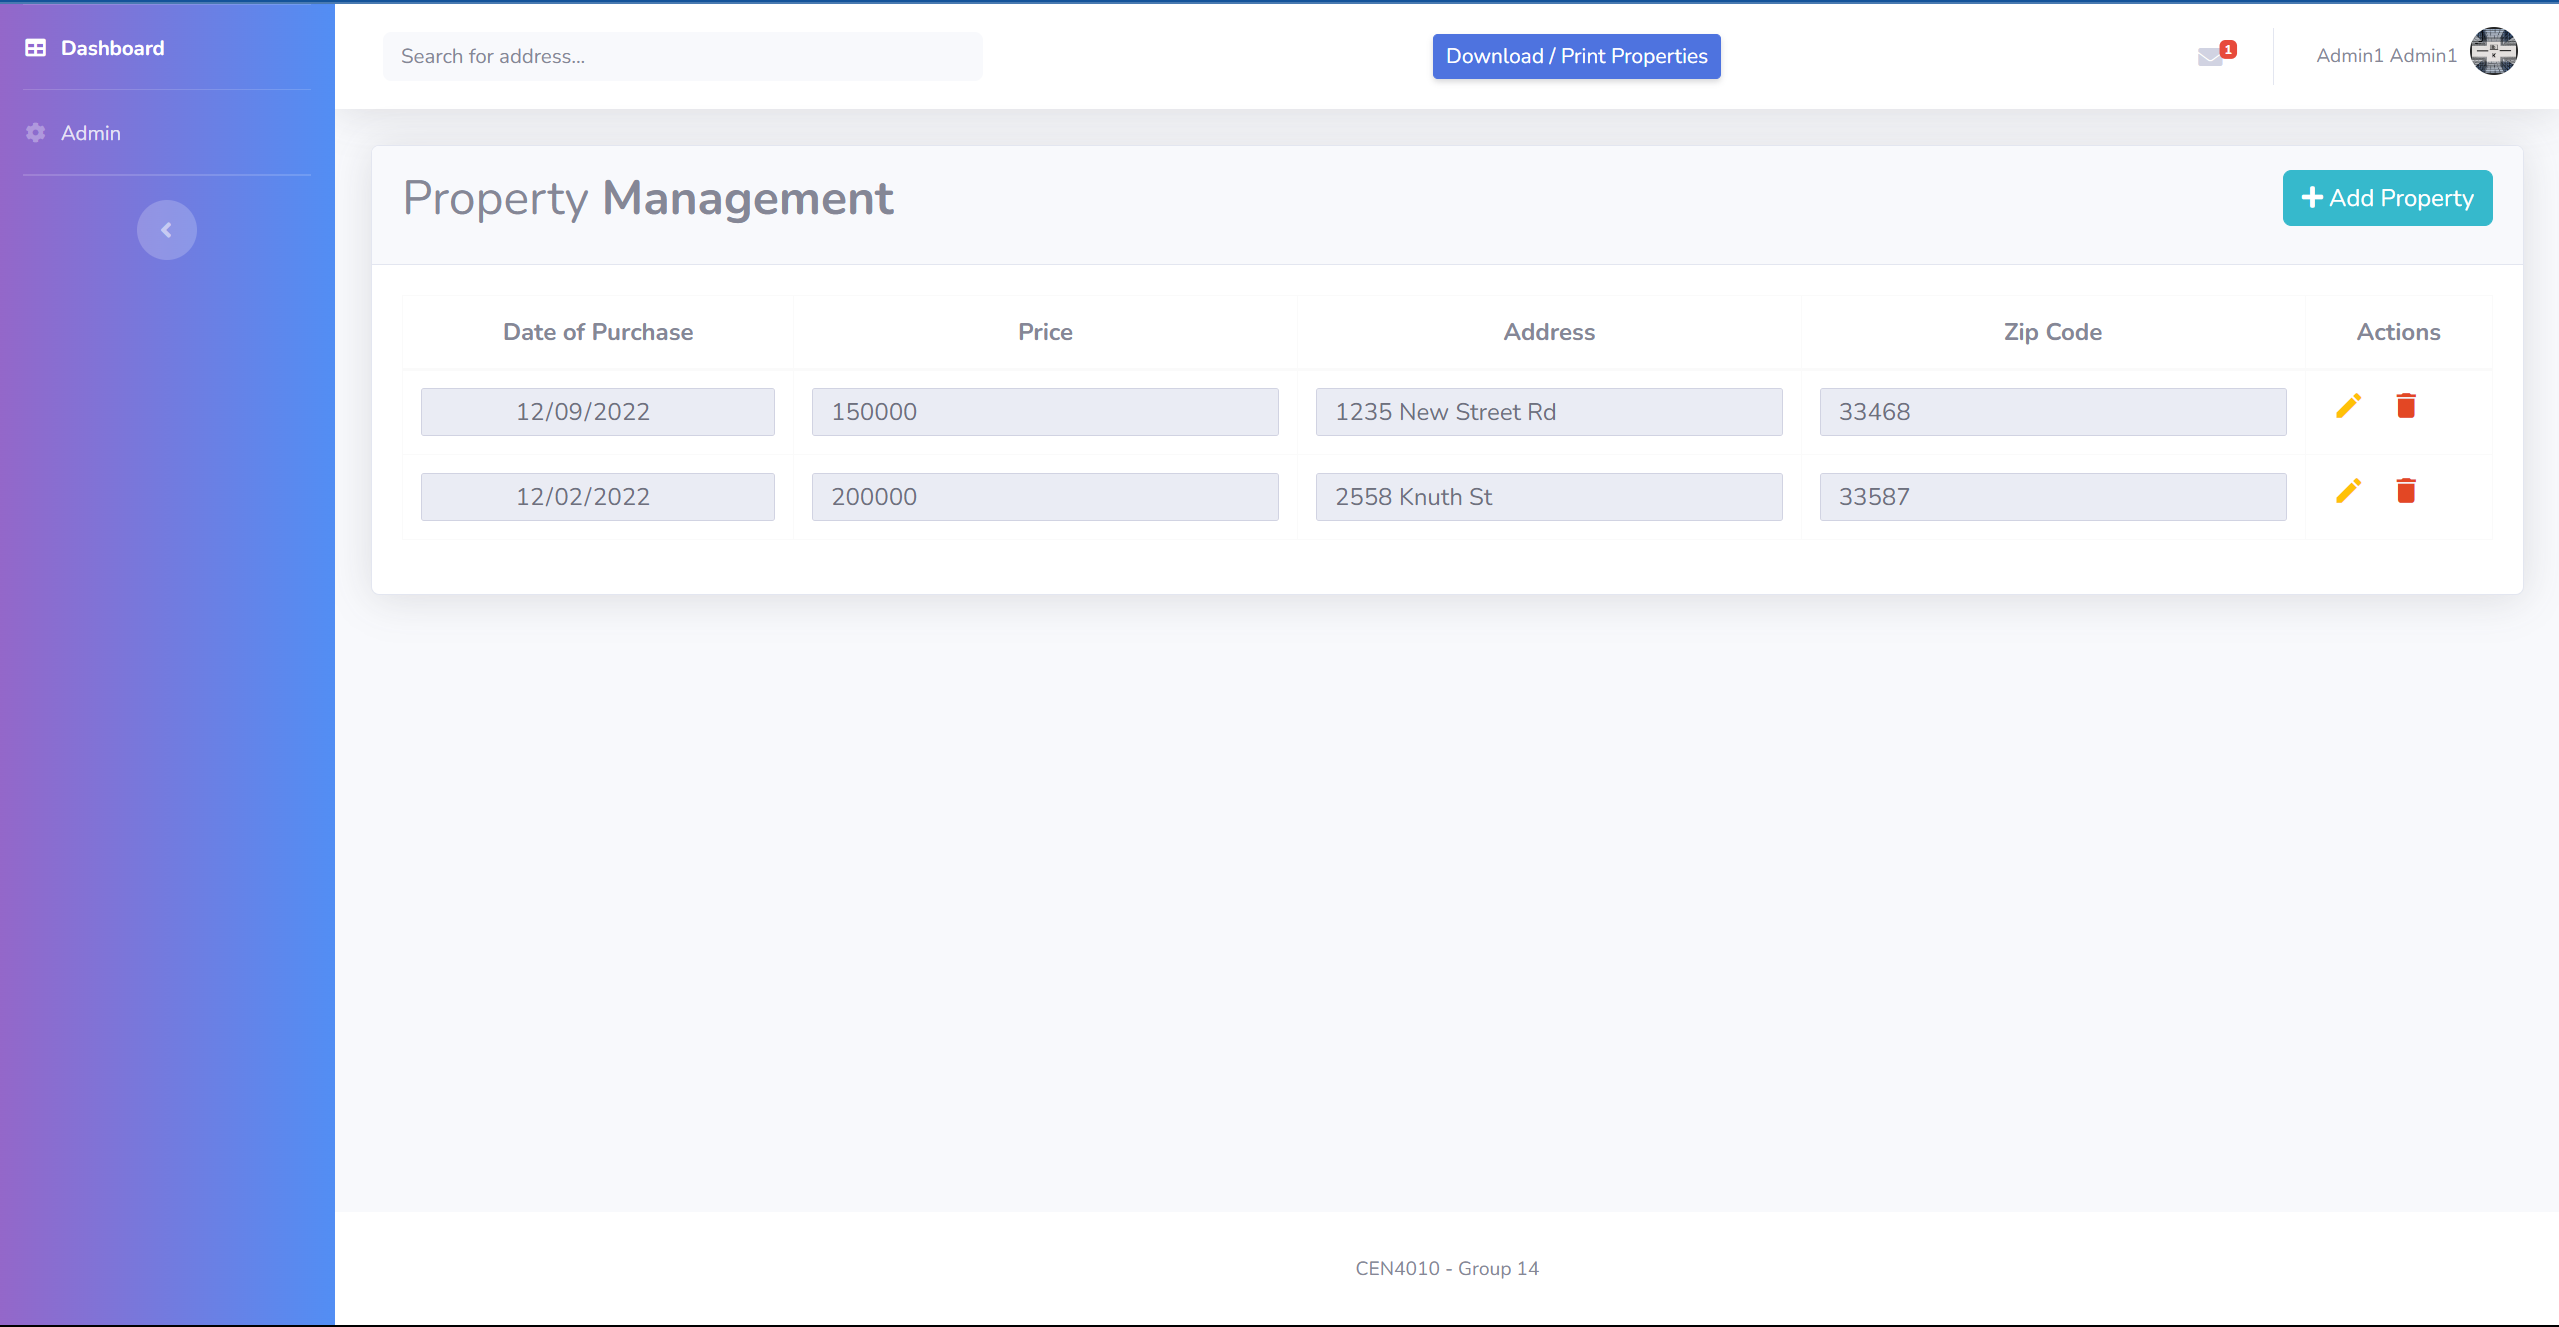 Dashboard
Admin
Search for address...
Download / Print Properties
1
Admin1 Admin1
Property Management
Add Property
Date of Purchase Price Address Zip Code Actions
12/09/2022 150000 1235 New Street Rd 33468
12/02/2022 200000 2558 Knuth St 33587
CEN4010 - Group 14